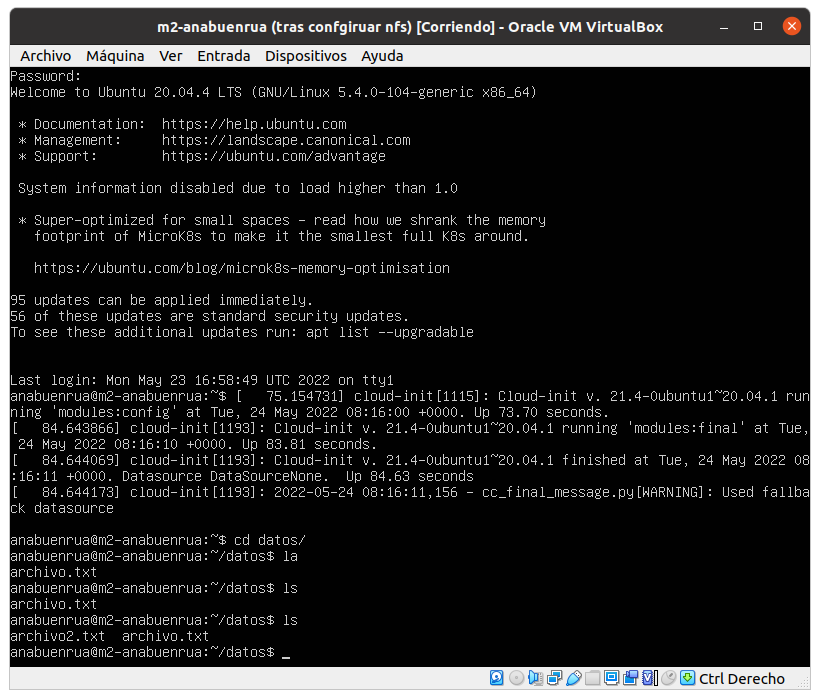 m2-anabuenrua (tras confgiruar nfs) [Corriendo] - Oracle VM VirtualBox
Archivo Máquina Ver Entrada Dispositivos Ayuda
Password:
Welcome to Ubuntu 20.04.4 LTS (GNU/Linux 5.4.0-104-generic x86_64)
* Documentation: https://help.ubuntu.com
* Management: https://landscape.canonical.com
* Support: https://ubuntu.com/advantage
System information disabled due to load higher than 1.0
* Super-optimized for small spaces - read how we shrank the memory
footprint of MicroK8s to make it the smallest full K8s around.
https://ubuntu.com/blog/microk8s-memory-optimisation
95 updates can be applied immediately.
56 of these updates are standard security updates.
To see these additional updates run: apt list --upgradable
Last login: Mon May 23 16:58:49 UTC 2022 on tty1
anabuenrua@m2-anabuenrua:~$ [   75.154731] cloud-init[1115]: Cloud-init v. 21.4-0ubuntu1~20.04.1 run
ning 'modules:config' at Tue, 24 May 2022 08:16:00 +0000. Up 73.70 seconds.
[   84.643866] cloud-init[1193]: Cloud-init v. 21.4-0ubuntu1~20.04.1 running 'modules:final' at Tue,
24 May 2022 08:16:10 +0000. Up 83.81 seconds.
[   84.644069] cloud-init[1193]: Cloud-init v. 21.4-0ubuntu1~20.04.1 finished at Tue, 24 May 2022 08
:16:11 +0000. Datasource DataSourceNone.  Up 84.63 seconds
[   84.644173] cloud-init[1193]: 2022-05-24 08:16:11,156 - cc_final_message.py[WARNING]: Used fallba
ck datasource
anabuenrua@m2-anabuenrua:~$ cd datos/
anabuenrua@m2-anabuenrua:~/datos$ la
archivo.txt
anabuenrua@m2-anabuenrua:~/datos$ ls
archivo.txt
anabuenrua@m2-anabuenrua:~/datos$ ls
archivo2.txt  archivo.txt
anabuenrua@m2-anabuenrua:~/datos$ _
Ctrl Derecho